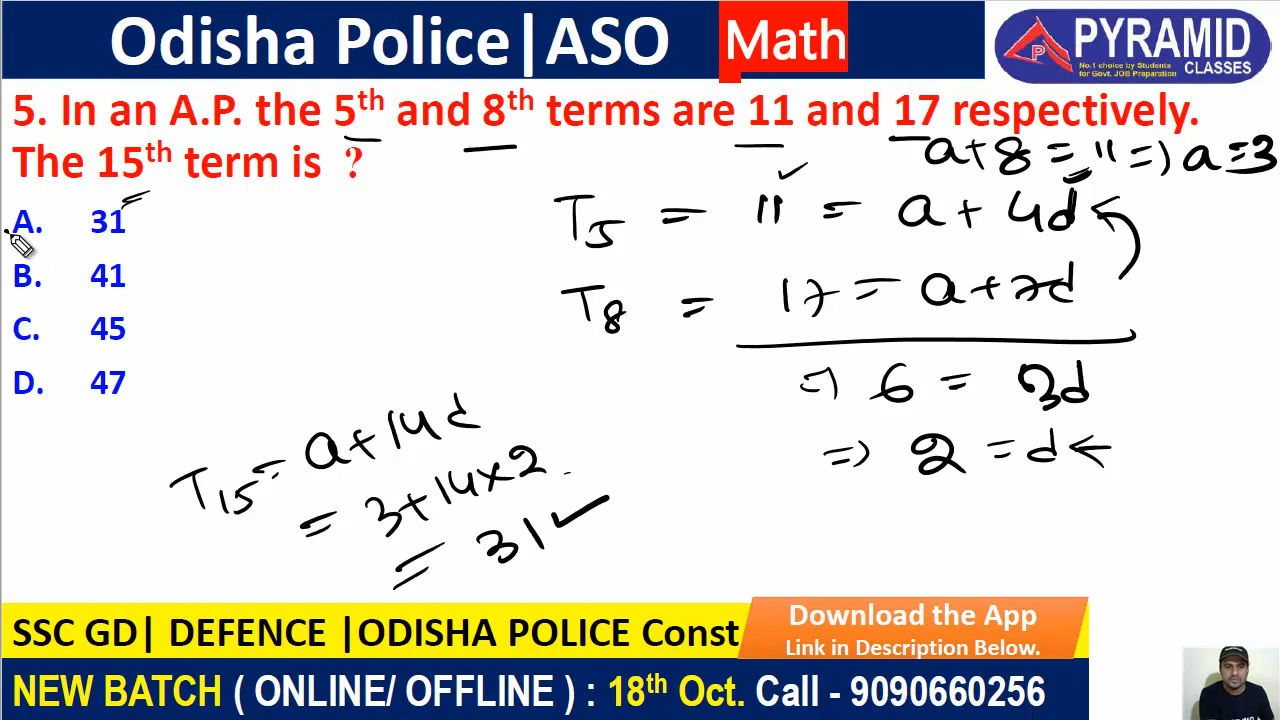 Odisha Police|ASO Math
PYRAMID
CLASSES
No.1 choice by Students
for Govt. JOB Preparation
5. In an A.P. the 5th and 8th terms are 11 and 17 respectively.
The 15th term is ?
a+8 = 11 => a = 3
A. 31
B. 41
C. 45
D. 47
T5 = 11 = a + 4d
T8 = 17 = a + 7d
=> 6 = 3d
=> 2 = d
T15 = a + 14d
= 3 + 14 × 2
= 31
SSC GD| DEFENCE |ODISHA POLICE Const
Download the App
Link in Description Below.
NEW BATCH ( ONLINE/ OFFLINE ) : 18th Oct. Call - 9090660256